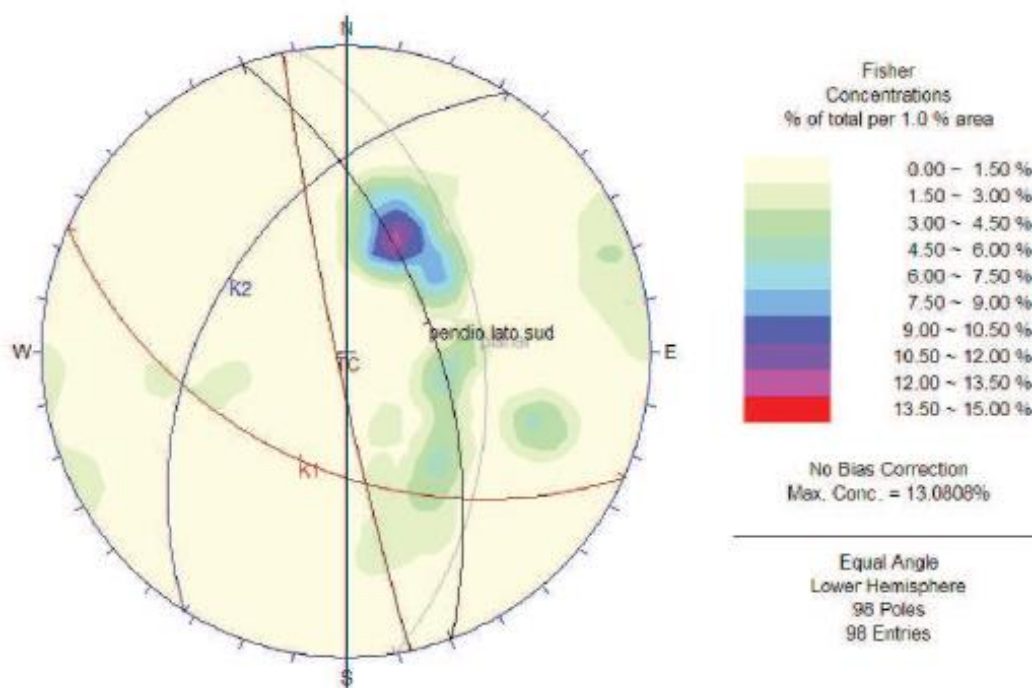 N
k2
pendio lato sud
W
E
TC
k1
S
Fisher
Concentrations
% of total per 1.0 % area
0.00 ~ 1.50 %
1.50 ~ 3.00 %
3.00 ~ 4.50 %
4.50 ~ 6.00 %
6.00 ~ 7.50 %
7.50 ~ 9.00 %
9.00 ~ 10.50 %
10.50 ~ 12.00 %
12.00 ~ 13.50 %
13.50 ~ 15.00 %
No Bias Correction
Max. Conc. = 13.0808%
Equal Angle
Lower Hemisphere
98 Poles
98 Entries